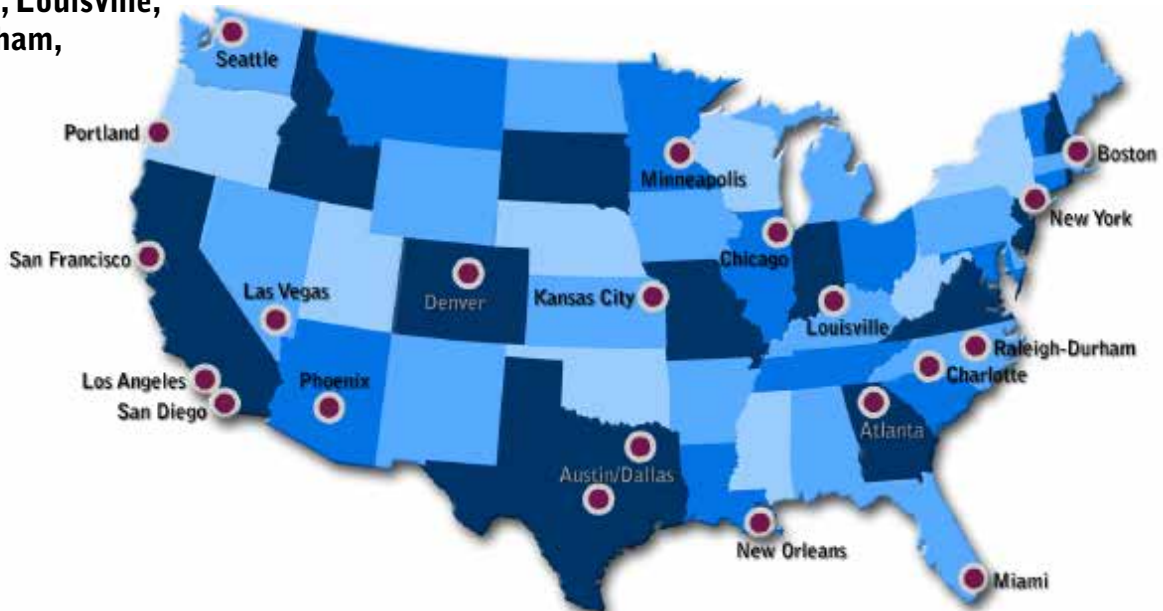 , Louisville,
ham,
Seattle
Portland
Boston
Minneapolis
New York
San Francisco
Chicago
Las Vegas
Denver
Kansas City
Louisville
Raleigh-Durham
Los Angeles
Phoenix
Charlotte
San Diego
Atlanta
Austin/Dallas
New Orleans
Miami